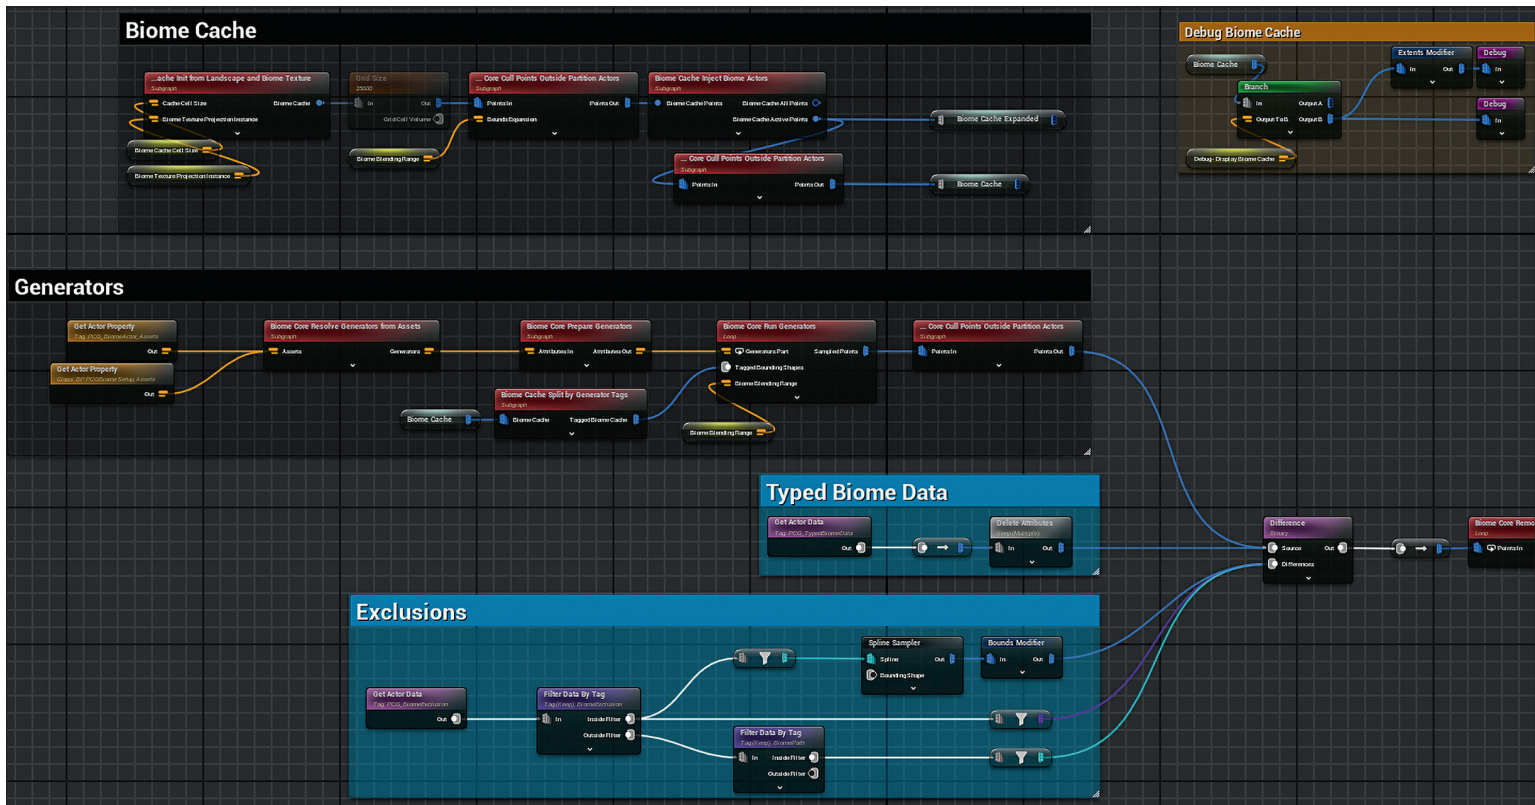 Biome Cache
...ache Init from Landscape and Biome Texture
Subgraph
Cache Cell Size
Biome Cache
Biome Texture Projection Instance
Biome Cache Cell Size
Biome Texture Projection Instance
Grid Size
25600
In
Out
Grid Cell Volume
Biome Blending Range
... Core Cull Points Outside Partition Actors
Subgraph
Points In
Points Out
Bounds Expansion
Biome Cache Inject Biome Actors
Subgraph
Biome Cache Points
Biome Cache All Points
Biome Cache Active Points
... Core Cull Points Outside Partition Actors
Subgraph
Points In
Points Out
Biome Cache Expanded
Biome Cache
Debug Biome Cache
Biome Cache
Branch
In
Output A
Output To B
Output B
Debug - Display Biome Cache
Extents Modifier
In
Out
Debug
In
Debug
In
Generators
Get Actor Property
Tag: PCG_BiomeActor, Assets
Out
Get Actor Property
Class: BP PCGBiome Setup, Assets
Out
Biome Core Resolve Generators from Assets
Subgraph
Assets
Generators
Biome Core Prepare Generators
Subgraph
Attributes In
Attributes Out
Biome Cache
Biome Cache Split by Generator Tags
Subgraph
Biome Cache
Tagged Biome Cache
Biome Core Run Generators
Loop
Generators Part
Sampled Points
Tagged Bounding Shapes
Biome Blending Range
Biome Blending Range
... Core Cull Points Outside Partition Actors
Subgraph
Points In
Points Out
Typed Biome Data
Get Actor Data
Tag: PCG_TypedBiomeData
Out
Delete Attributes
Keep (Multiple)
In
Out
Difference
Binary
Source
Out
Differences
Biome Core Remo
Loop
Points In
Exclusions
Get Actor Data
Tag: PCG_BiomeExclusion
Out
Filter Data By Tag
Tag (Keep): BiomeExclusion
In
Inside Filter
Outside Filter
Filter Data By Tag
Tag (Keep): BiomePath
In
Inside Filter
Outside Filter
Spline Sampler
Spline
Out
Bounding Shape
Bounds Modifier
In
Out